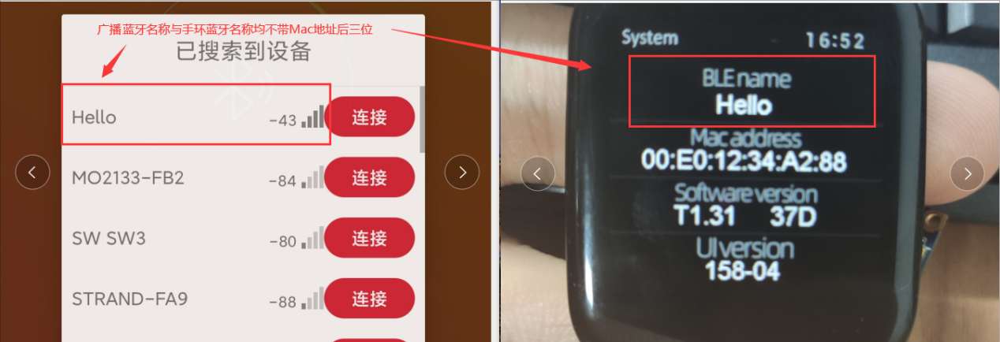 广播蓝牙名称与手环蓝牙名称均不带Mac地址后三位
已搜索到设备
Hello -43 连接
MO2133-FB2 -84 连接
SW SW3 -80 连接
STRAND-FA9 -88 连接
System 16:52
BLE name
Hello
Mac address
00:E0:12:34:A2:88
Software version
T1.31 37D
UI version
158-04